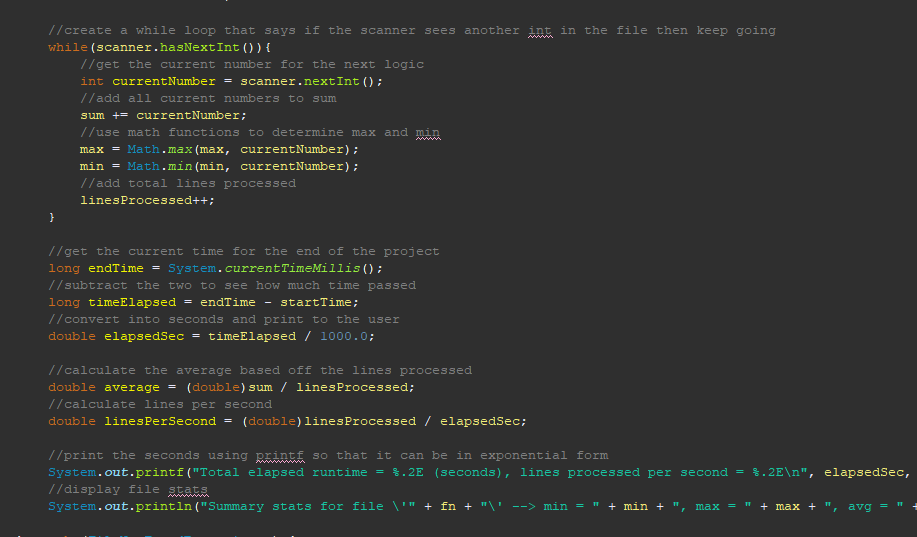 //create a while loop that says if the scanner sees another int in the file then keep going
while(scanner.hasNextInt()){
//get the current number for the next logic
int currentNumber = scanner.nextInt();
//add all current numbers to sum
sum += currentNumber;
//use math functions to determine max and min
max = Math.max(max, currentNumber);
min = Math.min(min, currentNumber);
//add total lines processed
linesProcessed++;
}
//get the current time for the end of the project
long endTime = System.currentTimeMillis();
//subtract the two to see how much time passed
long timeElapsed = endTime - startTime;
//convert into seconds and print to the user
double elapsedSec = timeElapsed / 1000.0;
//calculate the average based off the lines processed
double average = (double)sum / linesProcessed;
//calculate lines per second
double linesPerSecond = (double)linesProcessed / elapsedSec;
//print the seconds using printf so that it can be in exponential form
System.out.printf("Total elapsed runtime = %.2E (seconds), lines processed per second = %.2E\n", elapsedSec,
//display file stats
System.out.println("Summary stats for file \'" + fn + "\' --> min = " + min + ", max = " + max + ", avg = " +